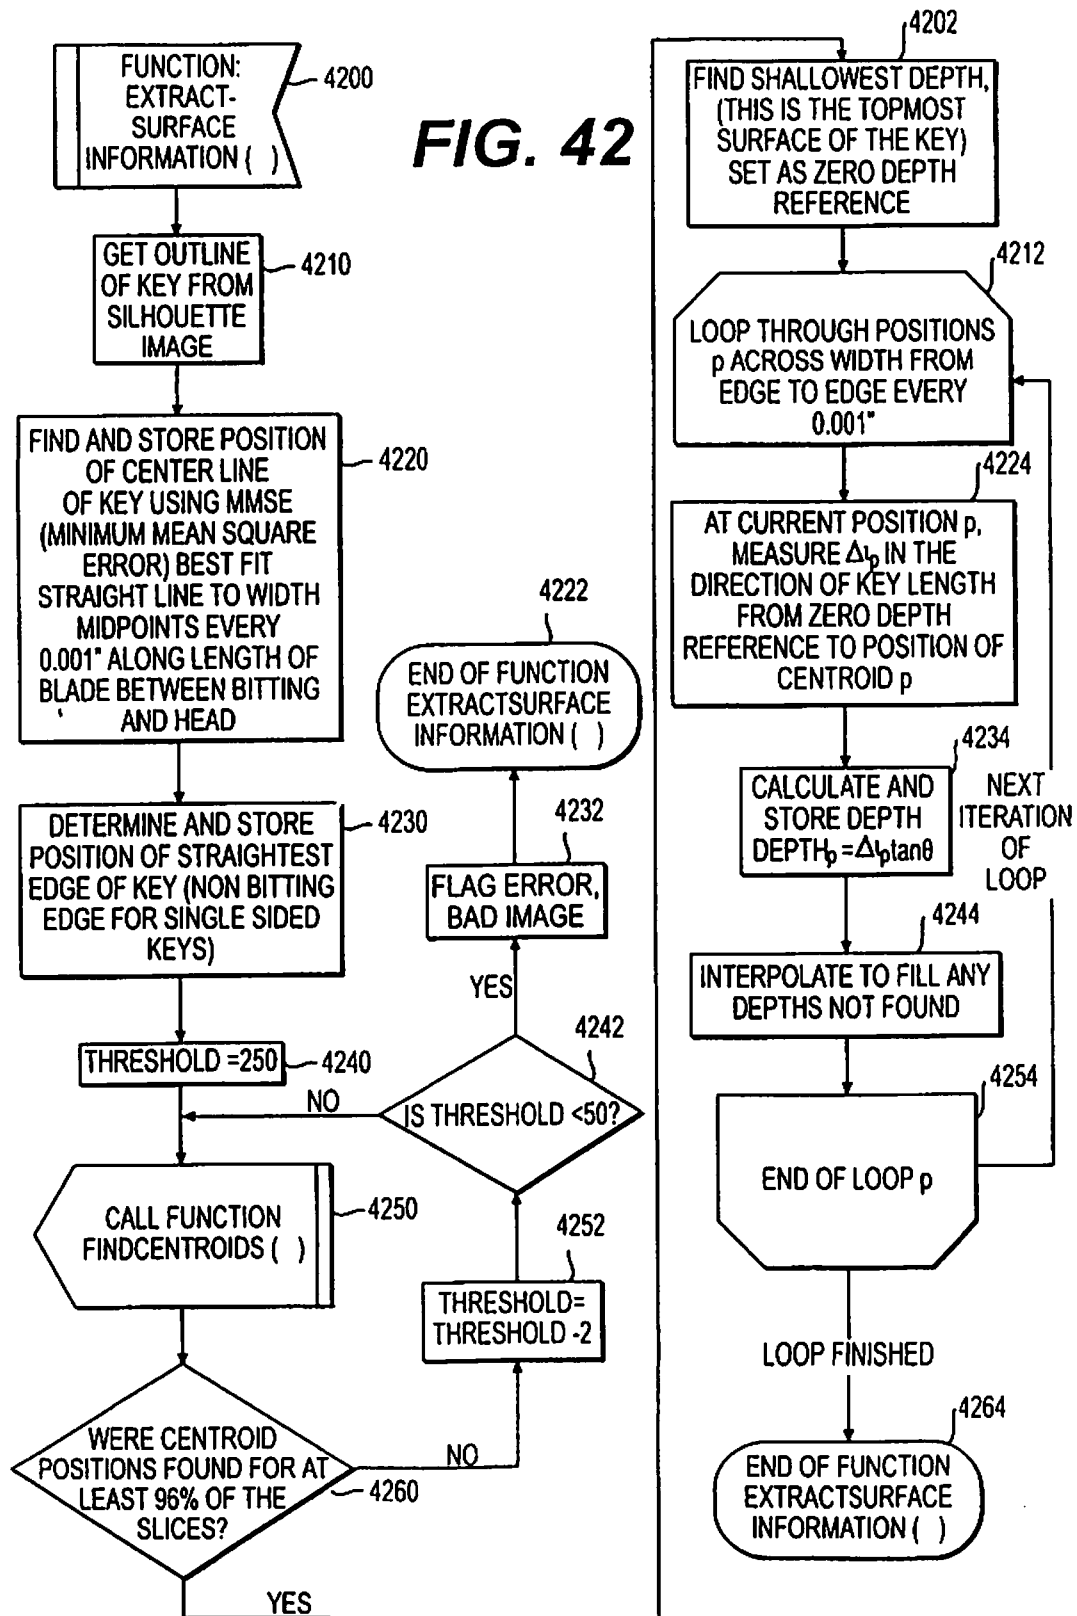 FIG. 42
FUNCTION:
EXTRACT-
SURFACE
INFORMATION ( )
4200
GET OUTLINE
OF KEY FROM
SILHOUETTE
IMAGE
4210
FIND AND STORE POSITION
OF CENTER LINE
OF KEY USING MMSE
(MINIMUM MEAN SQUARE
ERROR) BEST FIT
STRAIGHT LINE TO WIDTH
MIDPOINTS EVERY
0.001" ALONG LENGTH OF
BLADE BETWEEN BITTING
AND HEAD
4220
DETERMINE AND STORE
POSITION OF STRAIGHTEST
EDGE OF KEY (NON BITTING
EDGE FOR SINGLE SIDED
KEYS)
4230
THRESHOLD =250
4240
CALL FUNCTION
FINDCENTROIDS ( )
4250
WERE CENTROID
POSITIONS FOUND FOR AT
LEAST 96% OF THE
SLICES?
4260
YES
NO
THRESHOLD=
THRESHOLD -2
4252
IS THRESHOLD <50?
4242
NO
YES
FLAG ERROR,
BAD IMAGE
4232
END OF FUNCTION
EXTRACTSURFACE
INFORMATION ( )
4222
FIND SHALLOWEST DEPTH,
(THIS IS THE TOPMOST
SURFACE OF THE KEY)
SET AS ZERO DEPTH
REFERENCE
4202
LOOP THROUGH POSITIONS
p ACROSS WIDTH FROM
EDGE TO EDGE EVERY
0.001"
4212
AT CURRENT POSITION p,
MEASURE Διp IN THE
DIRECTION OF KEY LENGTH
FROM ZERO DEPTH
REFERENCE TO POSITION OF
CENTROID p
4224
CALCULATE AND
STORE DEPTH
DEPTHp=Διptanθ
4234
NEXT
ITERATION
OF
LOOP
INTERPOLATE TO FILL ANY
DEPTHS NOT FOUND
4244
END OF LOOP p
4254
LOOP FINISHED
END OF FUNCTION
EXTRACTSURFACE
INFORMATION ( )
4264